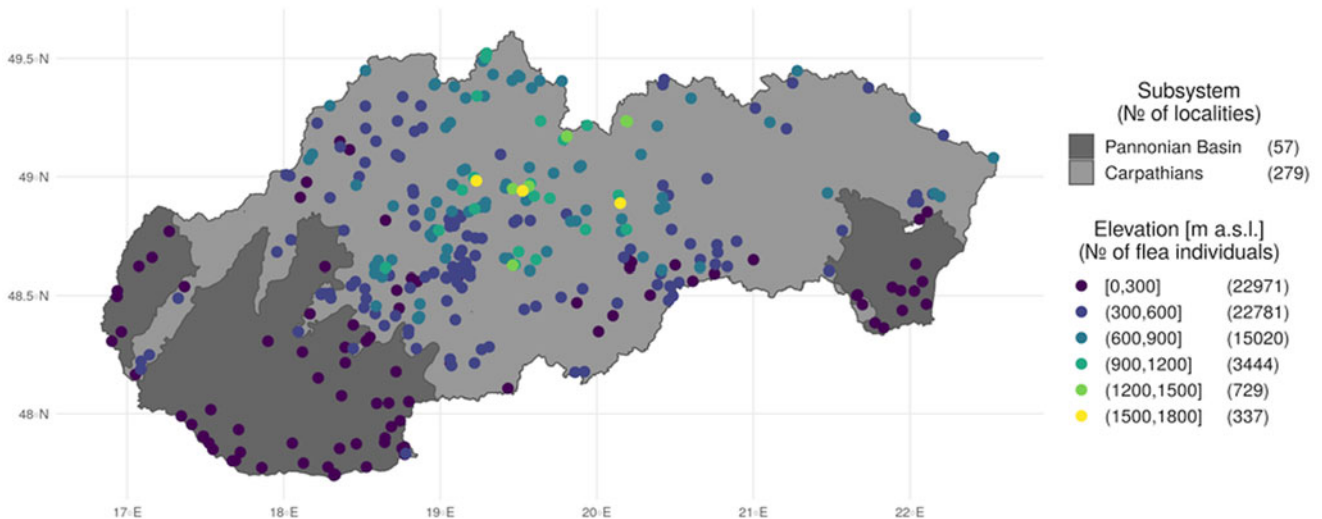 49.5◦N
49◦N
48.5◦N
48◦N
17◦E
18◦E
19◦E
20◦E
21◦E
22◦E
Subsystem
(№ of localities)
Pannonian Basin (57)
Carpathians (279)
Elevation [m a.s.l.]
(№ of flea individuals)
[0,300] (22971)
(300,600] (22781)
(600,900] (15020)
(900,1200] (3444)
(1200,1500] (729)
(1500,1800] (337)